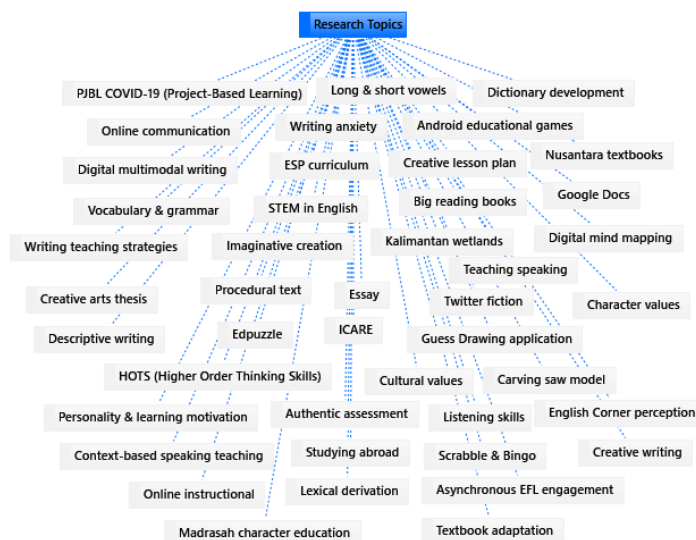 Research Topics
PJBL COVID-19 (Project-Based Learning)
Long & short vowels
Dictionary development
Online communication
Writing anxiety
Android educational games
Digital multimodal writing
ESP curriculum
Creative lesson plan
Nusantara textbooks
Vocabulary & grammar
STEM in English
Big reading books
Google Docs
Writing teaching strategies
Imaginative creation
Kalimantan wetlands
Digital mind mapping
Teaching speaking
Creative arts thesis
Procedural text
Essay
Twitter fiction
Character values
Descriptive writing
Edpuzzle
ICARE
Guess Drawing application
HOTS (Higher Order Thinking Skills)
Cultural values
Carving saw model
Personality & learning motivation
Authentic assessment
Listening skills
English Corner perception
Context-based speaking teaching
Studying abroad
Scrabble & Bingo
Creative writing
Online instructional
Lexical derivation
Asynchronous EFL engagement
Madrasah character education
Textbook adaptation